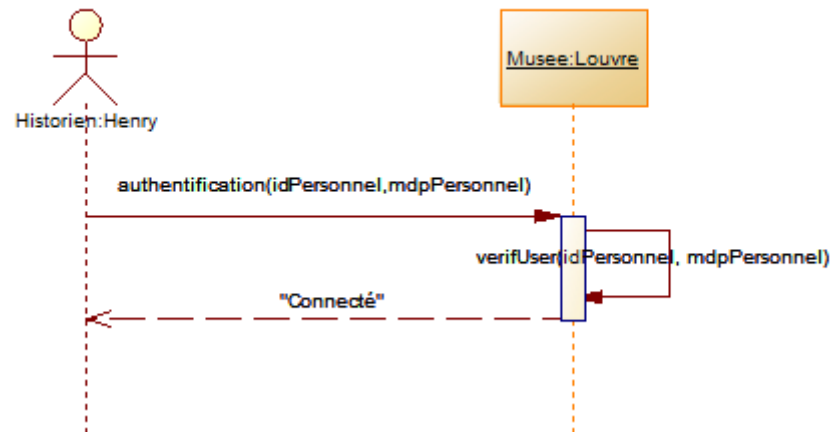 Musee:Louvre
Historien:Henry
authentification(idPersonnel,mdpPersonnel)
verifUser(idPersonnel, mdpPersonnel)
"Connecté"